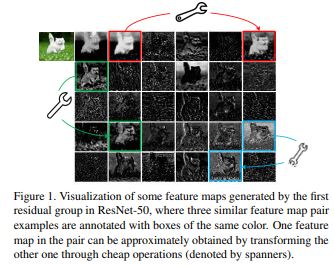 Figure 1. Visualization of some feature maps generated by the first
residual group in ResNet-50, where three similar feature map pair
examples are annotated with boxes of the same color. One feature
map in the pair can be approximately obtained by transforming the
other one through cheap operations (denoted by spanners).